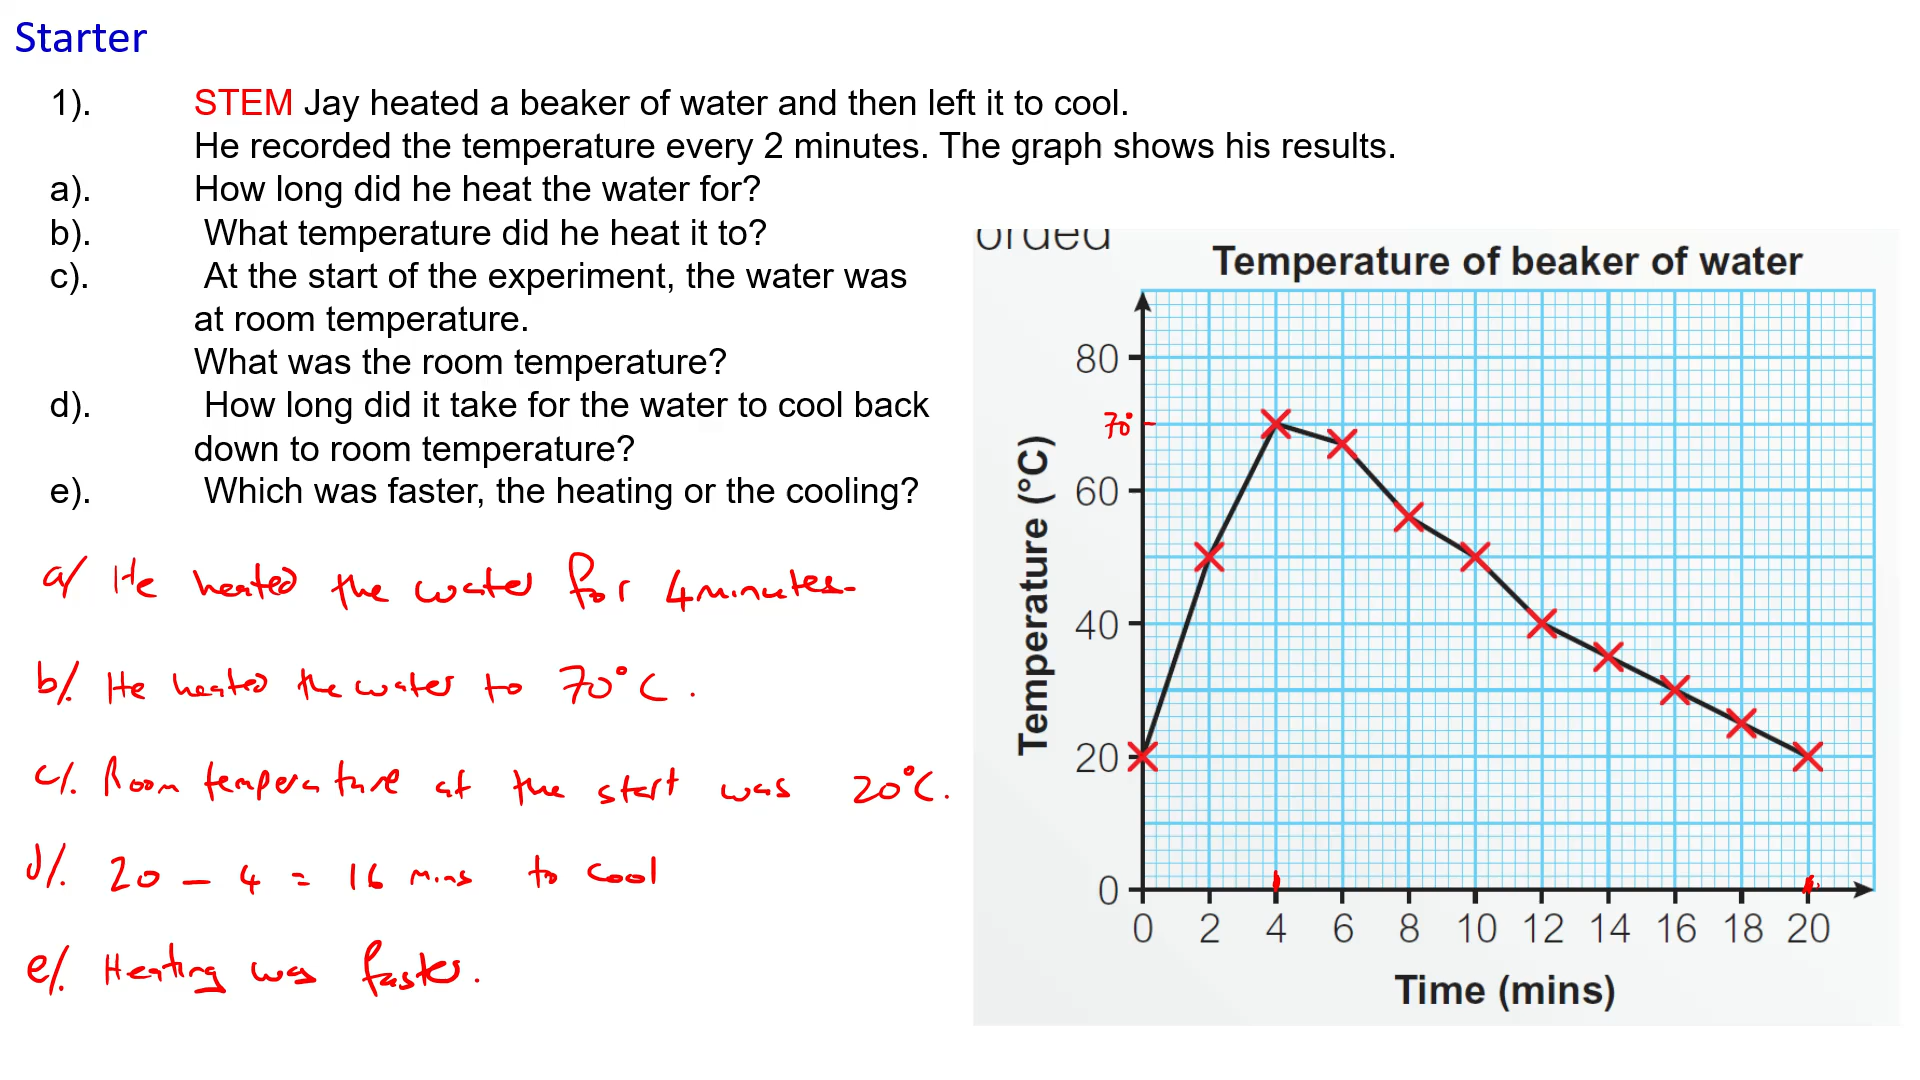 Starter
1). STEM Jay heated a beaker of water and then left it to cool.
He recorded the temperature every 2 minutes. The graph shows his results.
a). How long did he heat the water for?
b). What temperature did he heat it to?
c). At the start of the experiment, the water was
at room temperature.
What was the room temperature?
d). How long did it take for the water to cool back
down to room temperature?
e). Which was faster, the heating or the cooling?
a/ He heated the water for 4 minutes.
b/. He heated the water to 70°C.
c/. Room temperature at the start was 20°C.
d/. 20 - 4 = 16 mins to cool
e/. Heating was faster.
orded
Temperature of beaker of water
Temperature (°C)
80
70°
60
40
20
0
0 2 4 6 8 10 12 14 16 18 20
Time (mins)